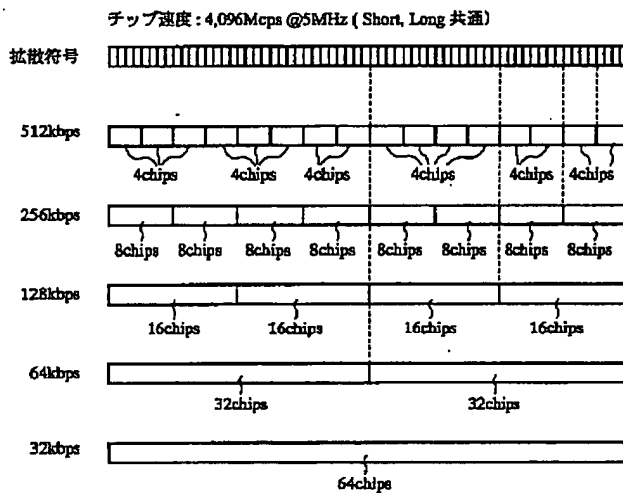 チップ速度 : 4,096Mcps @5MHz ( Short, Long 共通)
拡散符号
512kbps
4chips 4chips 4chips 4chips 4chips 4chips
256kbps
8chips 8chips 8chips 8chips 8chips 8chips 8chips 8chips
128kbps
16chips 16chips 16chips 16chips
64kbps
32chips 32chips
32kbps
64chips